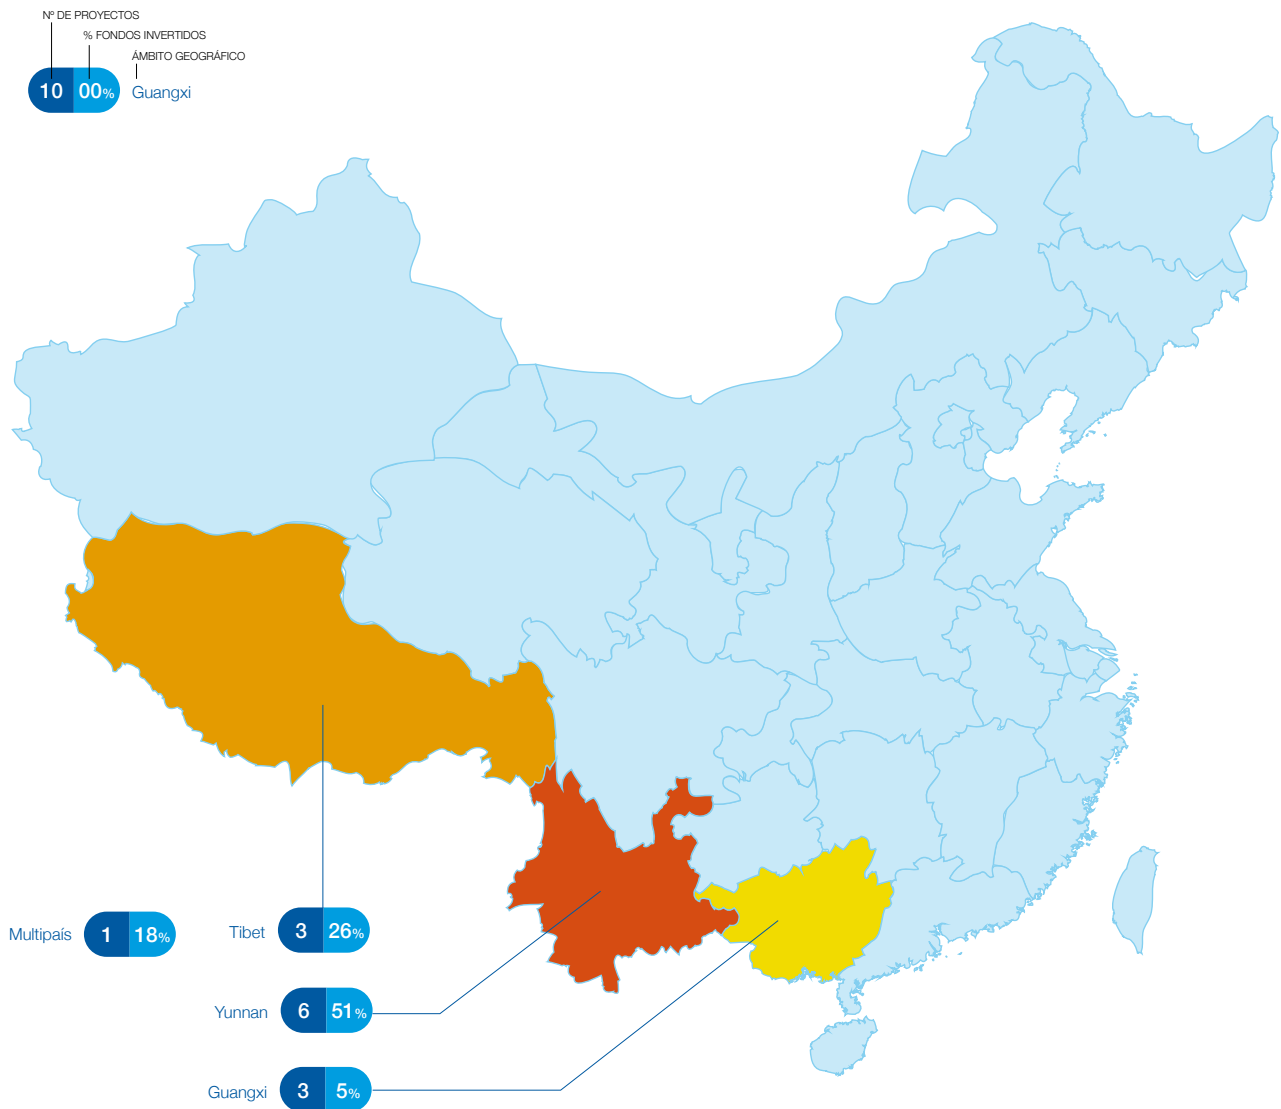 Nº DE PROYECTOS
% FONDOS INVERTIDOS
ÁMBITO GEOGRÁFICO
10 00% Guangxi
Multipaís 1 18%
Tibet 3 26%
Yunnan 6 51%
Guangxi 3 5%